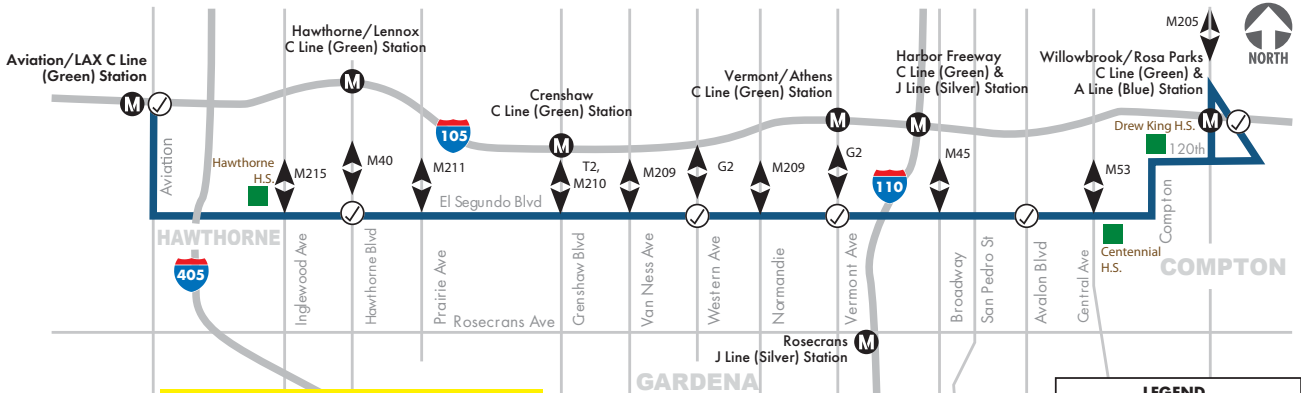 M205
NORTH
Hawthorne/Lennox
C Line (Green) Station
Aviation/LAX C Line
(Green) Station
M
Harbor Freeway
C Line (Green) &
J Line (Silver) Station
Willowbrook/Rosa Parks
C Line (Green) &
A Line (Blue) Station
Vermont/Athens
C Line (Green) Station
Crenshaw
C Line (Green) Station
M
M
M
M
M
M
105
110
405
Drew King H.S.
120th
Hawthorne
H.S.
Aviation
M215
M40
M211
T2,
M210
M209
G2
M209
G2
M45
M53
El Segundo Blvd
HAWTHORNE
Inglewood Ave
Hawthorne Blvd
Prairie Ave
Crenshaw Blvd
Van Ness Ave
Western Ave
Normandie
Vermont Ave
Broadway
San Pedro St
Avalon Blvd
Central Ave
Compton
Centennial
H.S.
COMPTON
Rosecrans Ave
Rosecrans
J Line (Silver) Station
M
GARDENA
LEGEND